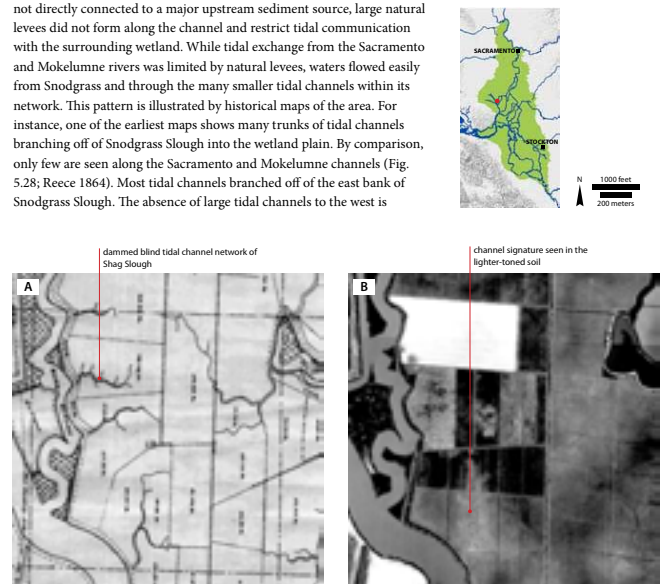 not directly connected to a major upstream sediment source, large natural
levees did not form along the channel and restrict tidal communication
with the surrounding wetland. While tidal exchange from the Sacramento
and Mokelumne rivers was limited by natural levees, waters flowed easily
from Snodgrass and through the many smaller tidal channels within its
network. This pattern is illustrated by historical maps of the area. For
instance, one of the earliest maps shows many trunks of tidal channels
branching off of Snodgrass Slough into the wetland plain. By comparison,
only few are seen along the Sacramento and Mokelumne channels (Fig.
5.28; Reece 1864). Most tidal channels branched off of the east bank of
Snodgrass Slough. The absence of large tidal channels to the west is
SACRAMENTO
STOCKTON
N
1000 feet
200 meters
dammed blind tidal channel network of
Shag Slough
channel signature seen in the
lighter-toned soil
A
B